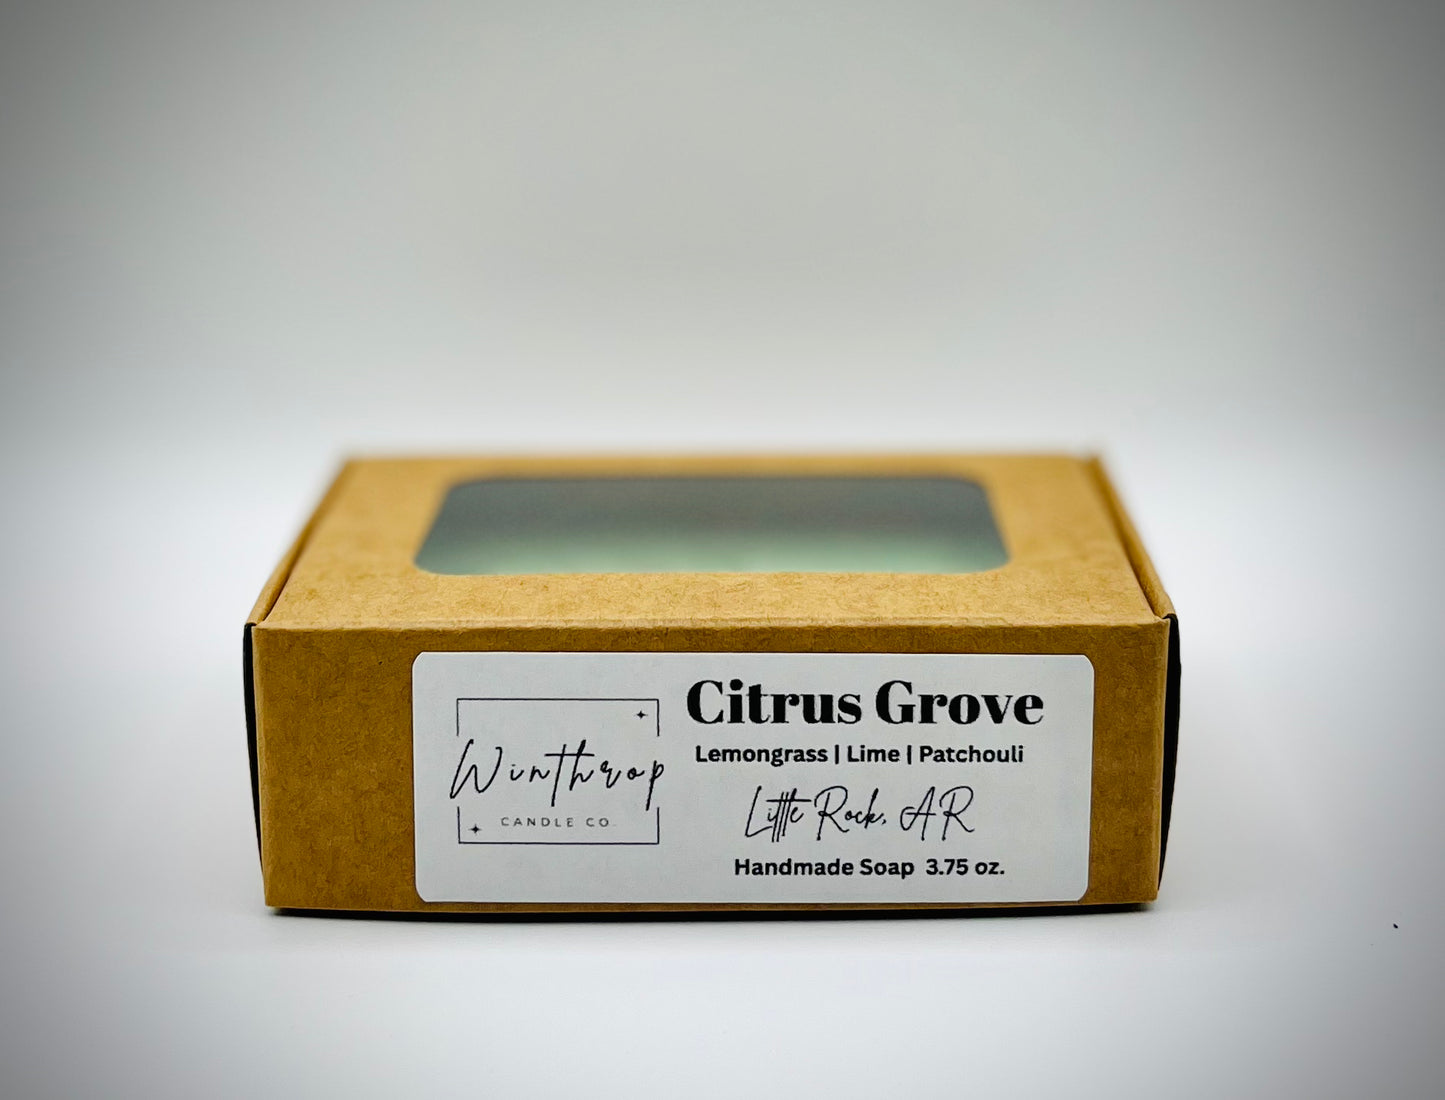 Winthrop
CANDLE CO.
Citrus Grove
Lemongrass | Lime | Patchouli
Little Rock, AR
Handmade Soap 3.75 oz.